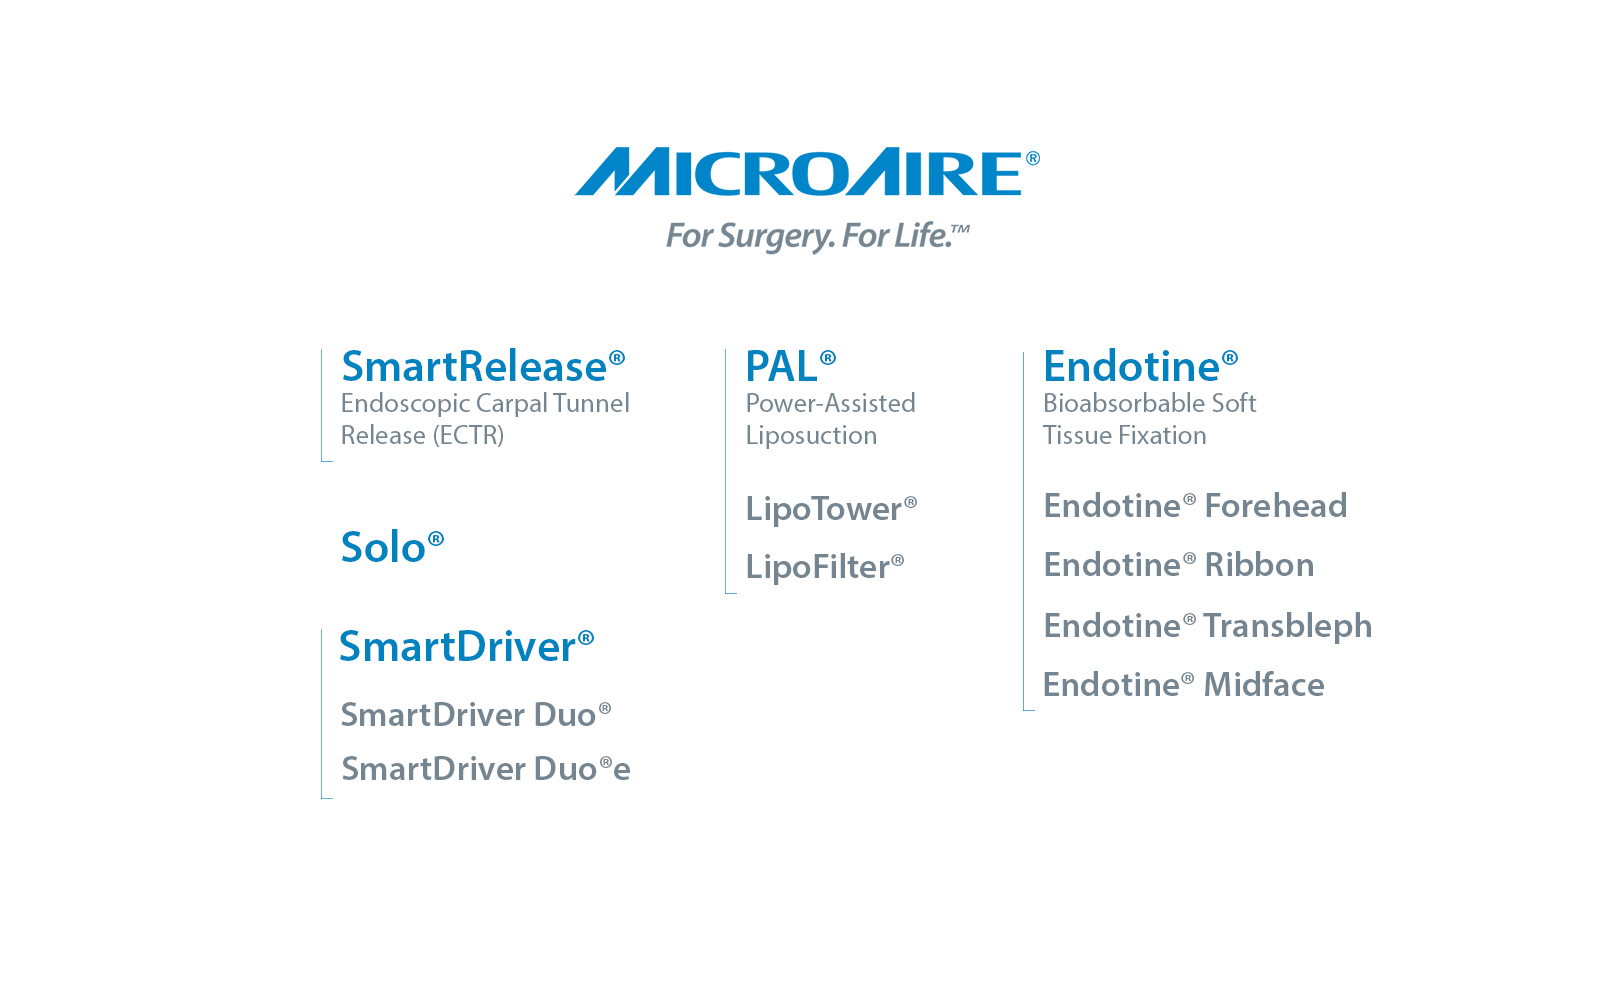 MICROAIRE®
For Surgery. For Life.™
SmartRelease®
Endoscopic Carpal Tunnel
Release (ECTR)
Solo®
SmartDriver®
SmartDriver Duo®
SmartDriver Duo®e
PAL®
Power-Assisted
Liposuction
LipoTower®
LipoFilter®
Endotine®
Bioabsorbable Soft
Tissue Fixation
Endotine® Forehead
Endotine® Ribbon
Endotine® Transbleph
Endotine® Midface